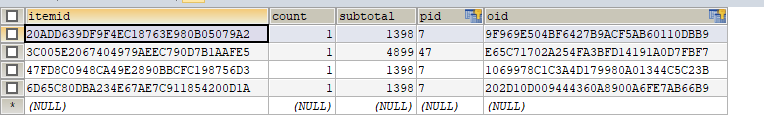 itemid count subtotal pid oid
20ADD639DF9F4EC18763E980B05079A2 1 1398 7 9F969E504BF6427B9ACF5AB60110DBB9
3C005E2067404979AEEC790D7B1AAFE5 1 4899 47 E65C71702A254FA3BFD14191A0D7FBF7
47FD8C0948CA49E2890BBCFC198756D3 1 1398 7 1069978C1C3A4D179980A01344C5C23B
6D65C80DBA234E67AE7C911854200D1A 1 1398 7 202D10D009444360A8900A6FE7AB66B9
* (NULL) (NULL) (NULL) (NULL) (NULL)